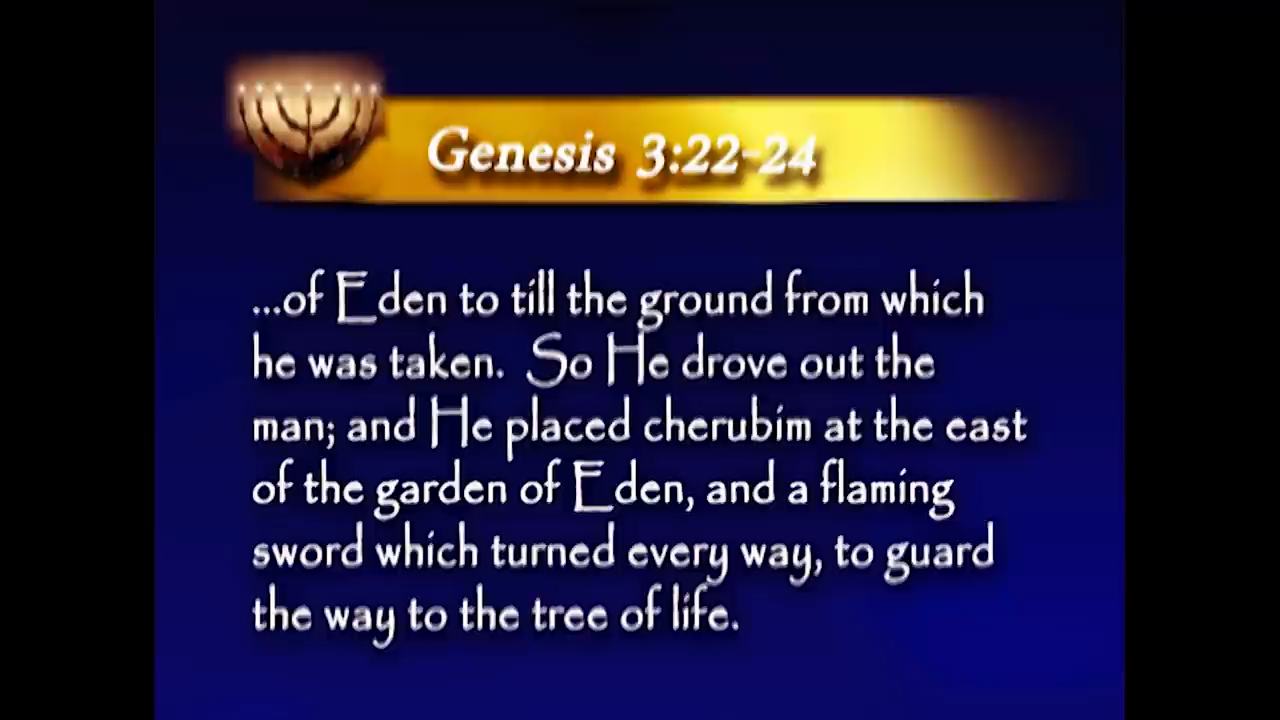 Genesis 3:22-24
...of Eden to till the ground from which
he was taken. So He drove out the
man; and He placed cherubim at the east
of the garden of Eden, and a flaming
sword which turned every way, to guard
the way to the tree of life.